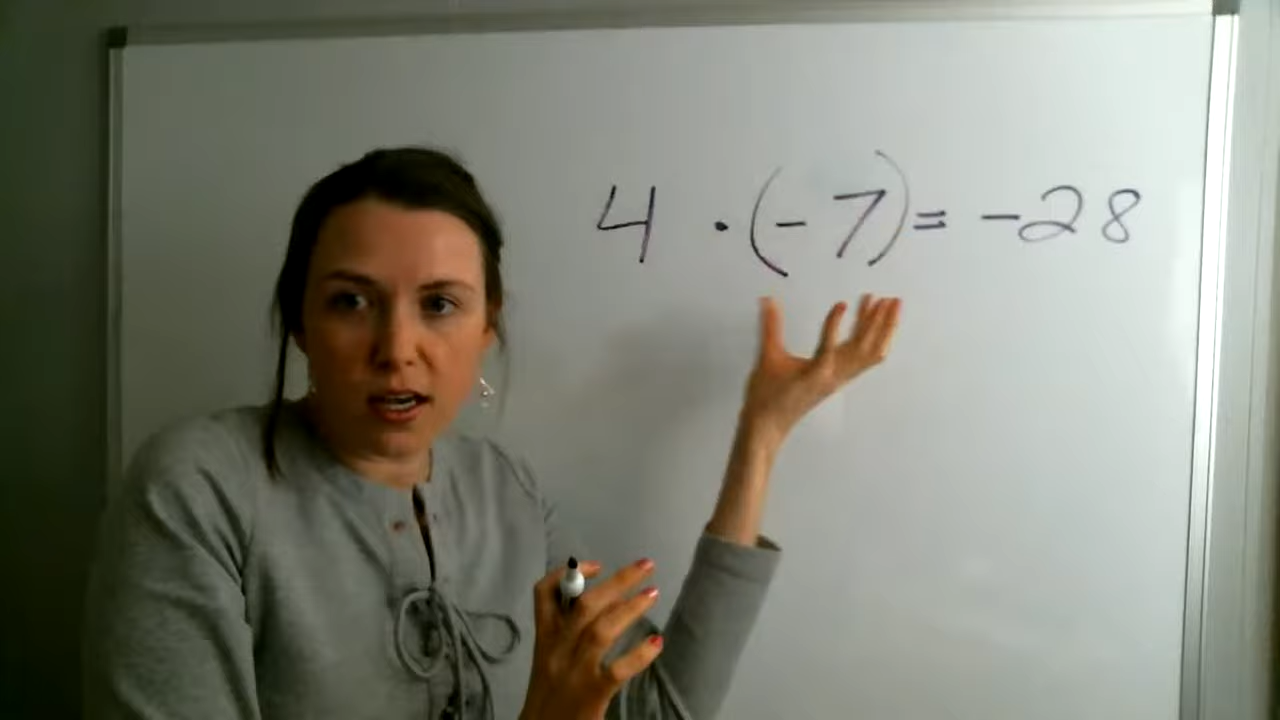 4 · (-7) = -28